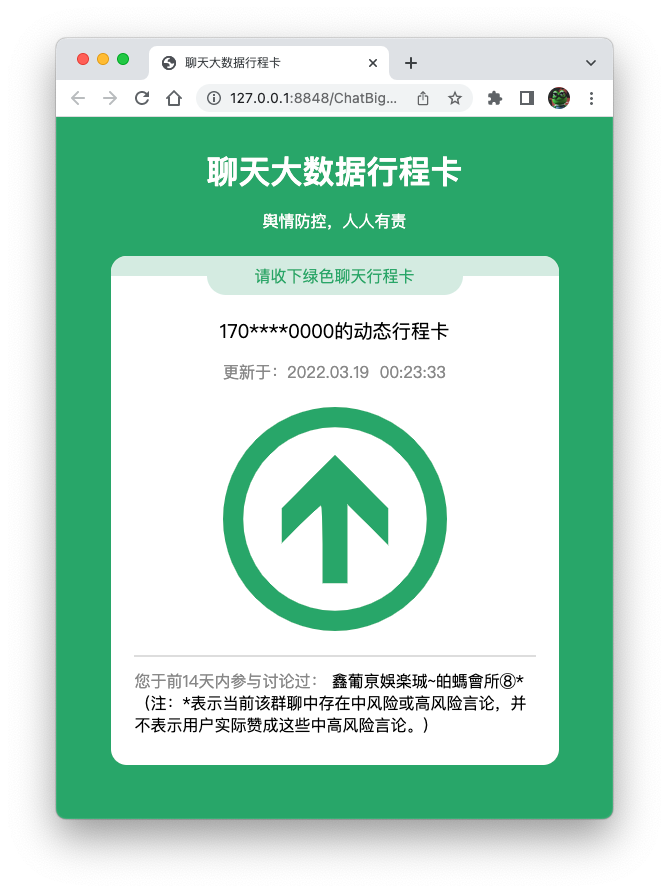 聊天大数据行程卡
127.0.0.1:8848/ChatBig...
聊天大数据行程卡
舆情防控，人人有责
请收下绿色聊天行程卡
170****0000的动态行程卡
更新于：2022.03.19 00:23:33
您于前14天内参与讨论过： 鑫葡京娛楽珹~皉螞會所⑧*
（注：*表示当前该群聊中存在中风险或高风险言论，并
不表示用户实际赞成这些中高风险言论。）